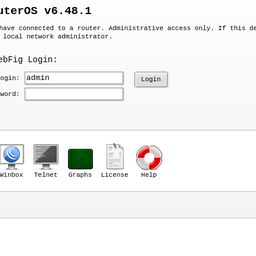 uterOS v6.48.1
have connected to a router. Administrative access only. If this de
local network administrator.
ebFig Login:
ogin: admin
Login
word:
Winbox Telnet Graphs License Help